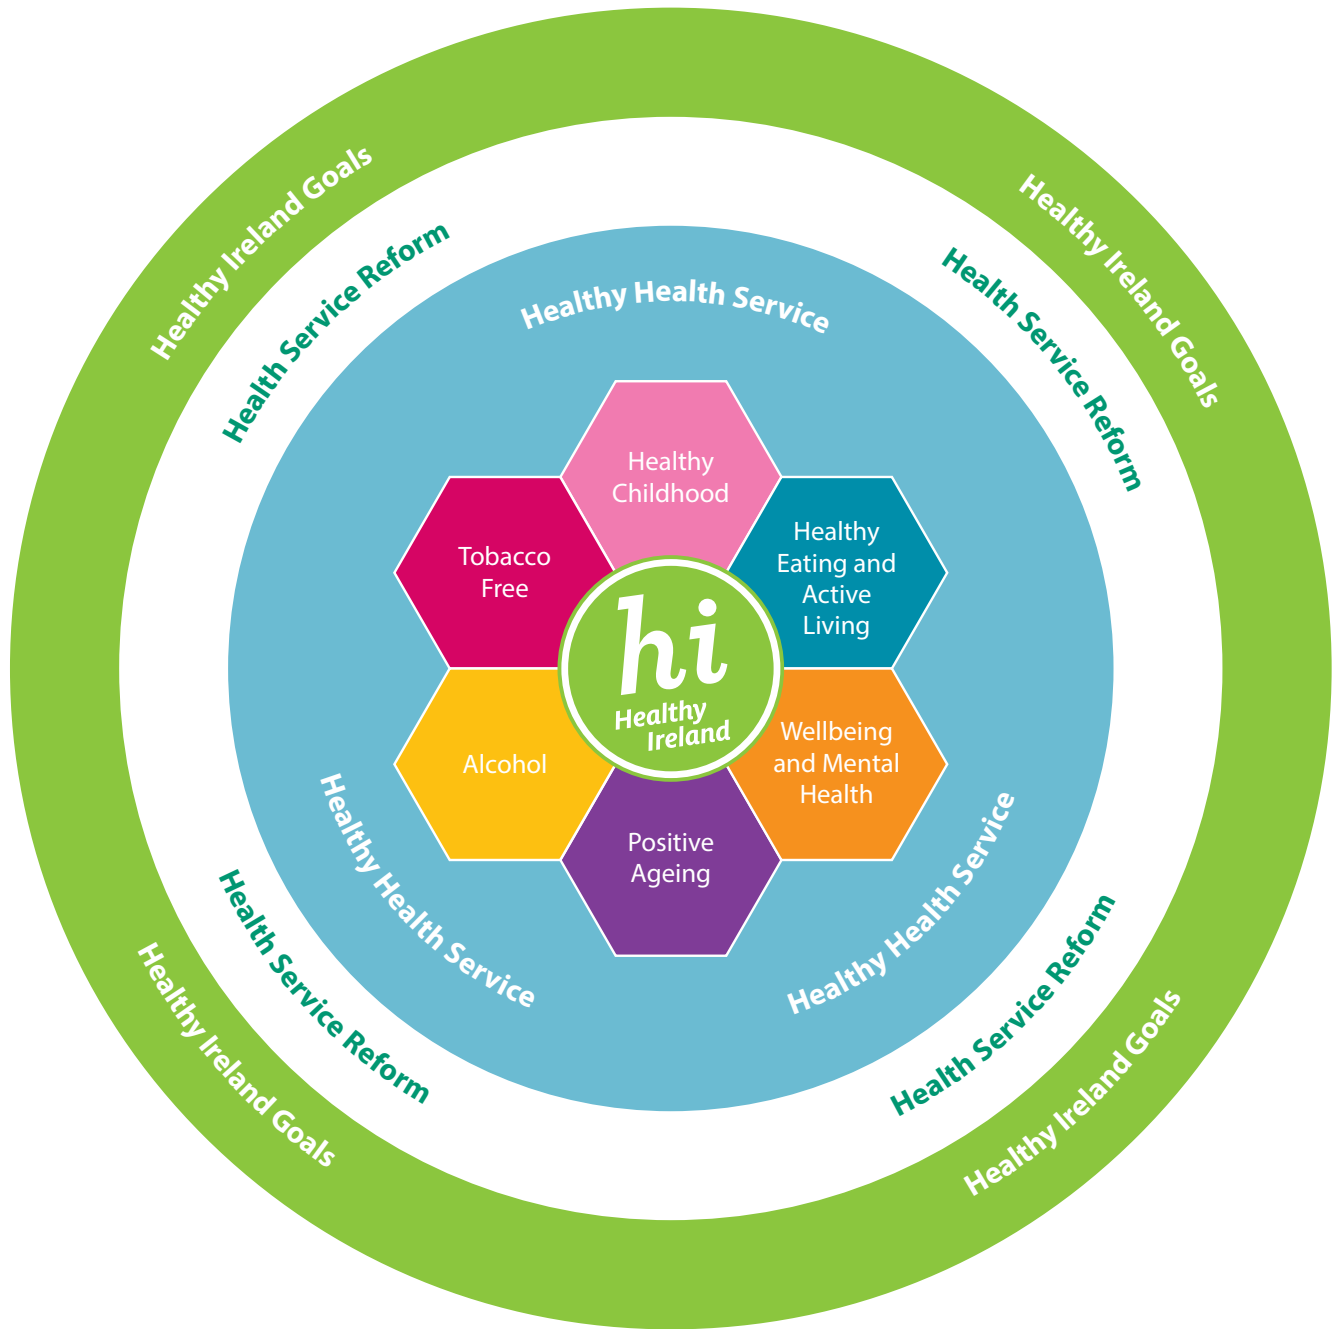 Healthy Ireland Goals
Healthy Ireland Goals
Health Service Reform
Health Service Reform
Healthy Health Service
Healthy
Childhood
Tobacco
Free
Healthy
Eating and
Active
Living
hi
Healthy
Ireland
Alcohol
Wellbeing
and Mental
Health
Positive
Ageing
Healthy Health Service
Healthy Health Service
Health Service Reform
Health Service Reform
Healthy Ireland Goals
Healthy Ireland Goals